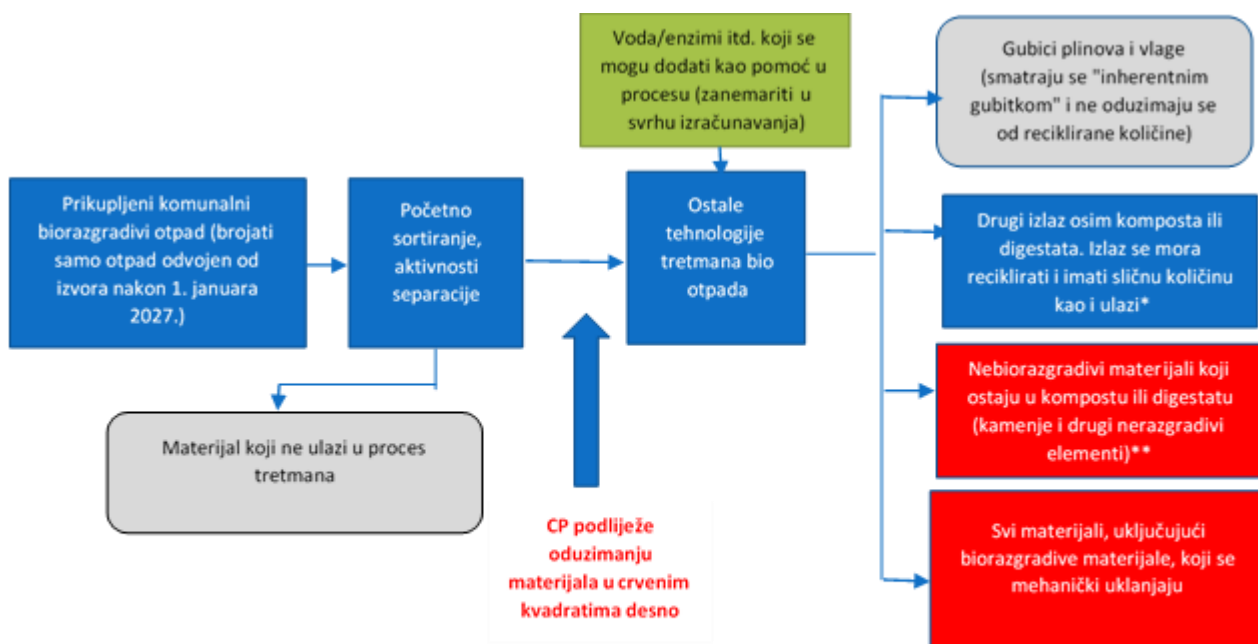 Voda/enzimi itd. koji se
mogu dodati kao pomoć u
procesu (zanemariti u
svrhu izračunavanja)
Gubici plinova i vlage
(smatraju se "inherentnim
gubitkom" i ne oduzimaju se
od reciklirane količine)
Prikupljeni komunalni
biorazgradivi otpad (brojati
samo otpad odvojen od
izvora nakon 1. januara
2027.)
Početno
sortiranje,
aktivnosti
separacije
Ostale
tehnologije
tretmana bio
otpada
Drugi izlaz osim komposta ili
digestata. Izlaz se mora
reciklirati i imati sličnu količinu
kao i ulazi*
Nebiorazgradivi materijali koji
ostaju u kompostu ili digestatu
(kamenje i drugi nerazgradivi
elementi)**
Materijal koji ne ulazi u proces
tretmana
CP podliježe
oduzimanju
materijala u crvenim
kvadratima desno
Svi materijali, uključujući
biorazgradive materijale, koji se
mehanički uklanjaju